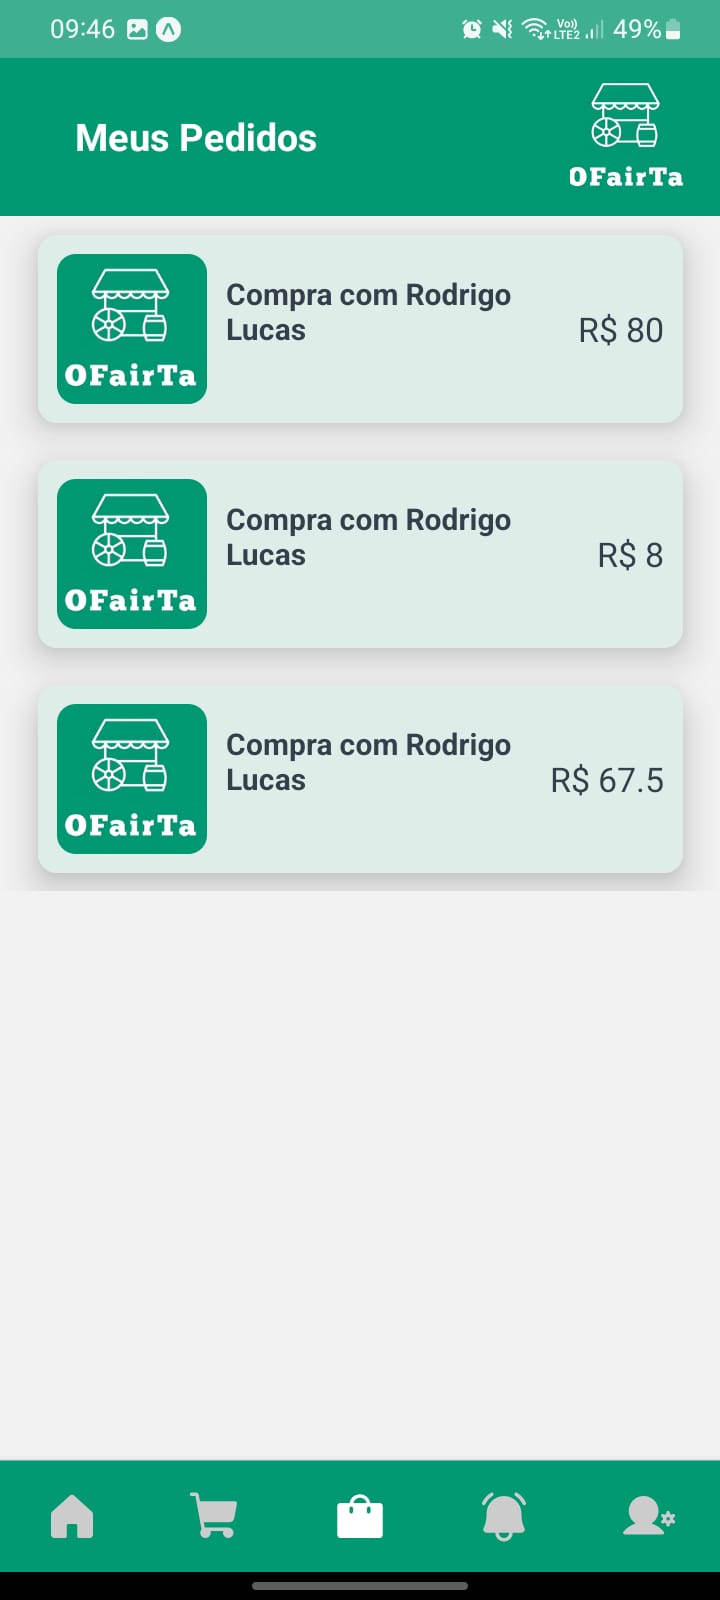 09:46
Vo))
LTE2
49%
Meus Pedidos
OFairTa
Compra com Rodrigo
Lucas
R$ 80
OFairTa
Compra com Rodrigo
Lucas
R$ 8
OFairTa
Compra com Rodrigo
Lucas
R$ 67.5
OFairTa